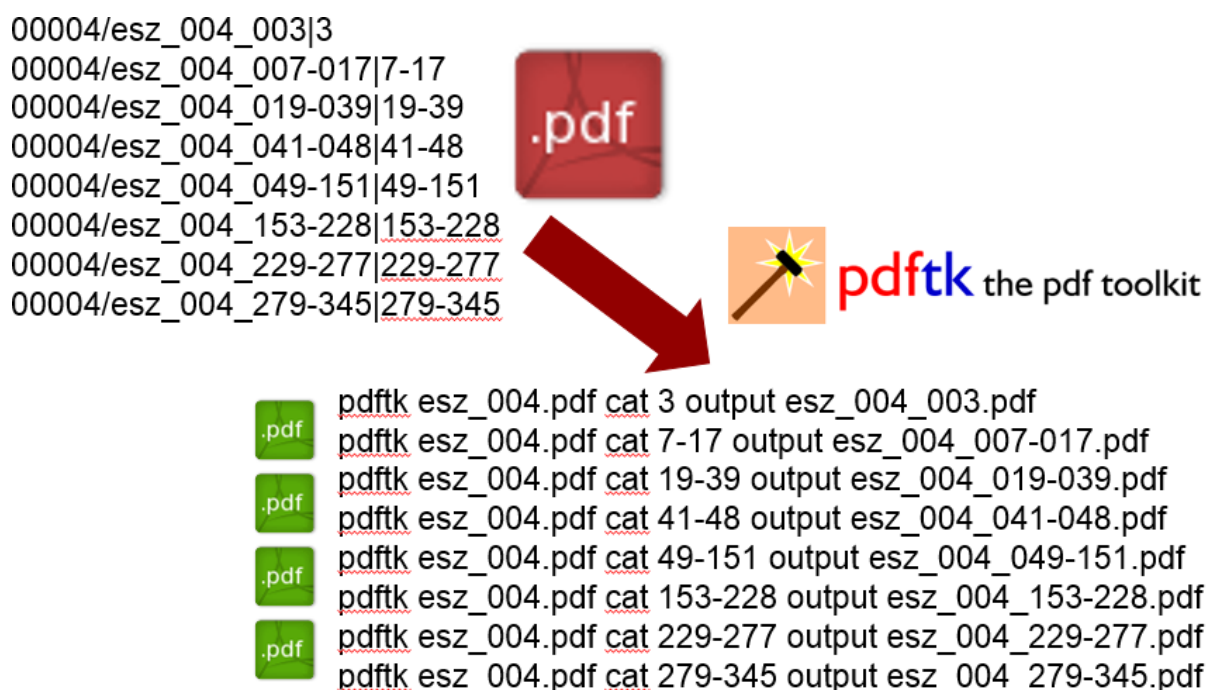 00004/esz_004_003|3
00004/esz_004_007-017|7-17
00004/esz_004_019-039|19-39
00004/esz_004_041-048|41-48
00004/esz_004_049-151|49-151
00004/esz_004_153-228|153-228
00004/esz_004_229-277|229-277
00004/esz_004_279-345|279-345
.pdf
pdftk the pdf toolkit
.pdf
.pdf
.pdf
.pdf
pdftk esz_004.pdf cat 3 output esz_004_003.pdf
pdftk esz_004.pdf cat 7-17 output esz_004_007-017.pdf
pdftk esz_004.pdf cat 19-39 output esz_004_019-039.pdf
pdftk esz_004.pdf cat 41-48 output esz_004_041-048.pdf
pdftk esz_004.pdf cat 49-151 output esz_004_049-151.pdf
pdftk esz_004.pdf cat 153-228 output esz_004_153-228.pdf
pdftk esz_004.pdf cat 229-277 output esz_004_229-277.pdf
pdftk esz_004.pdf cat 279-345 output esz_004_279-345.pdf